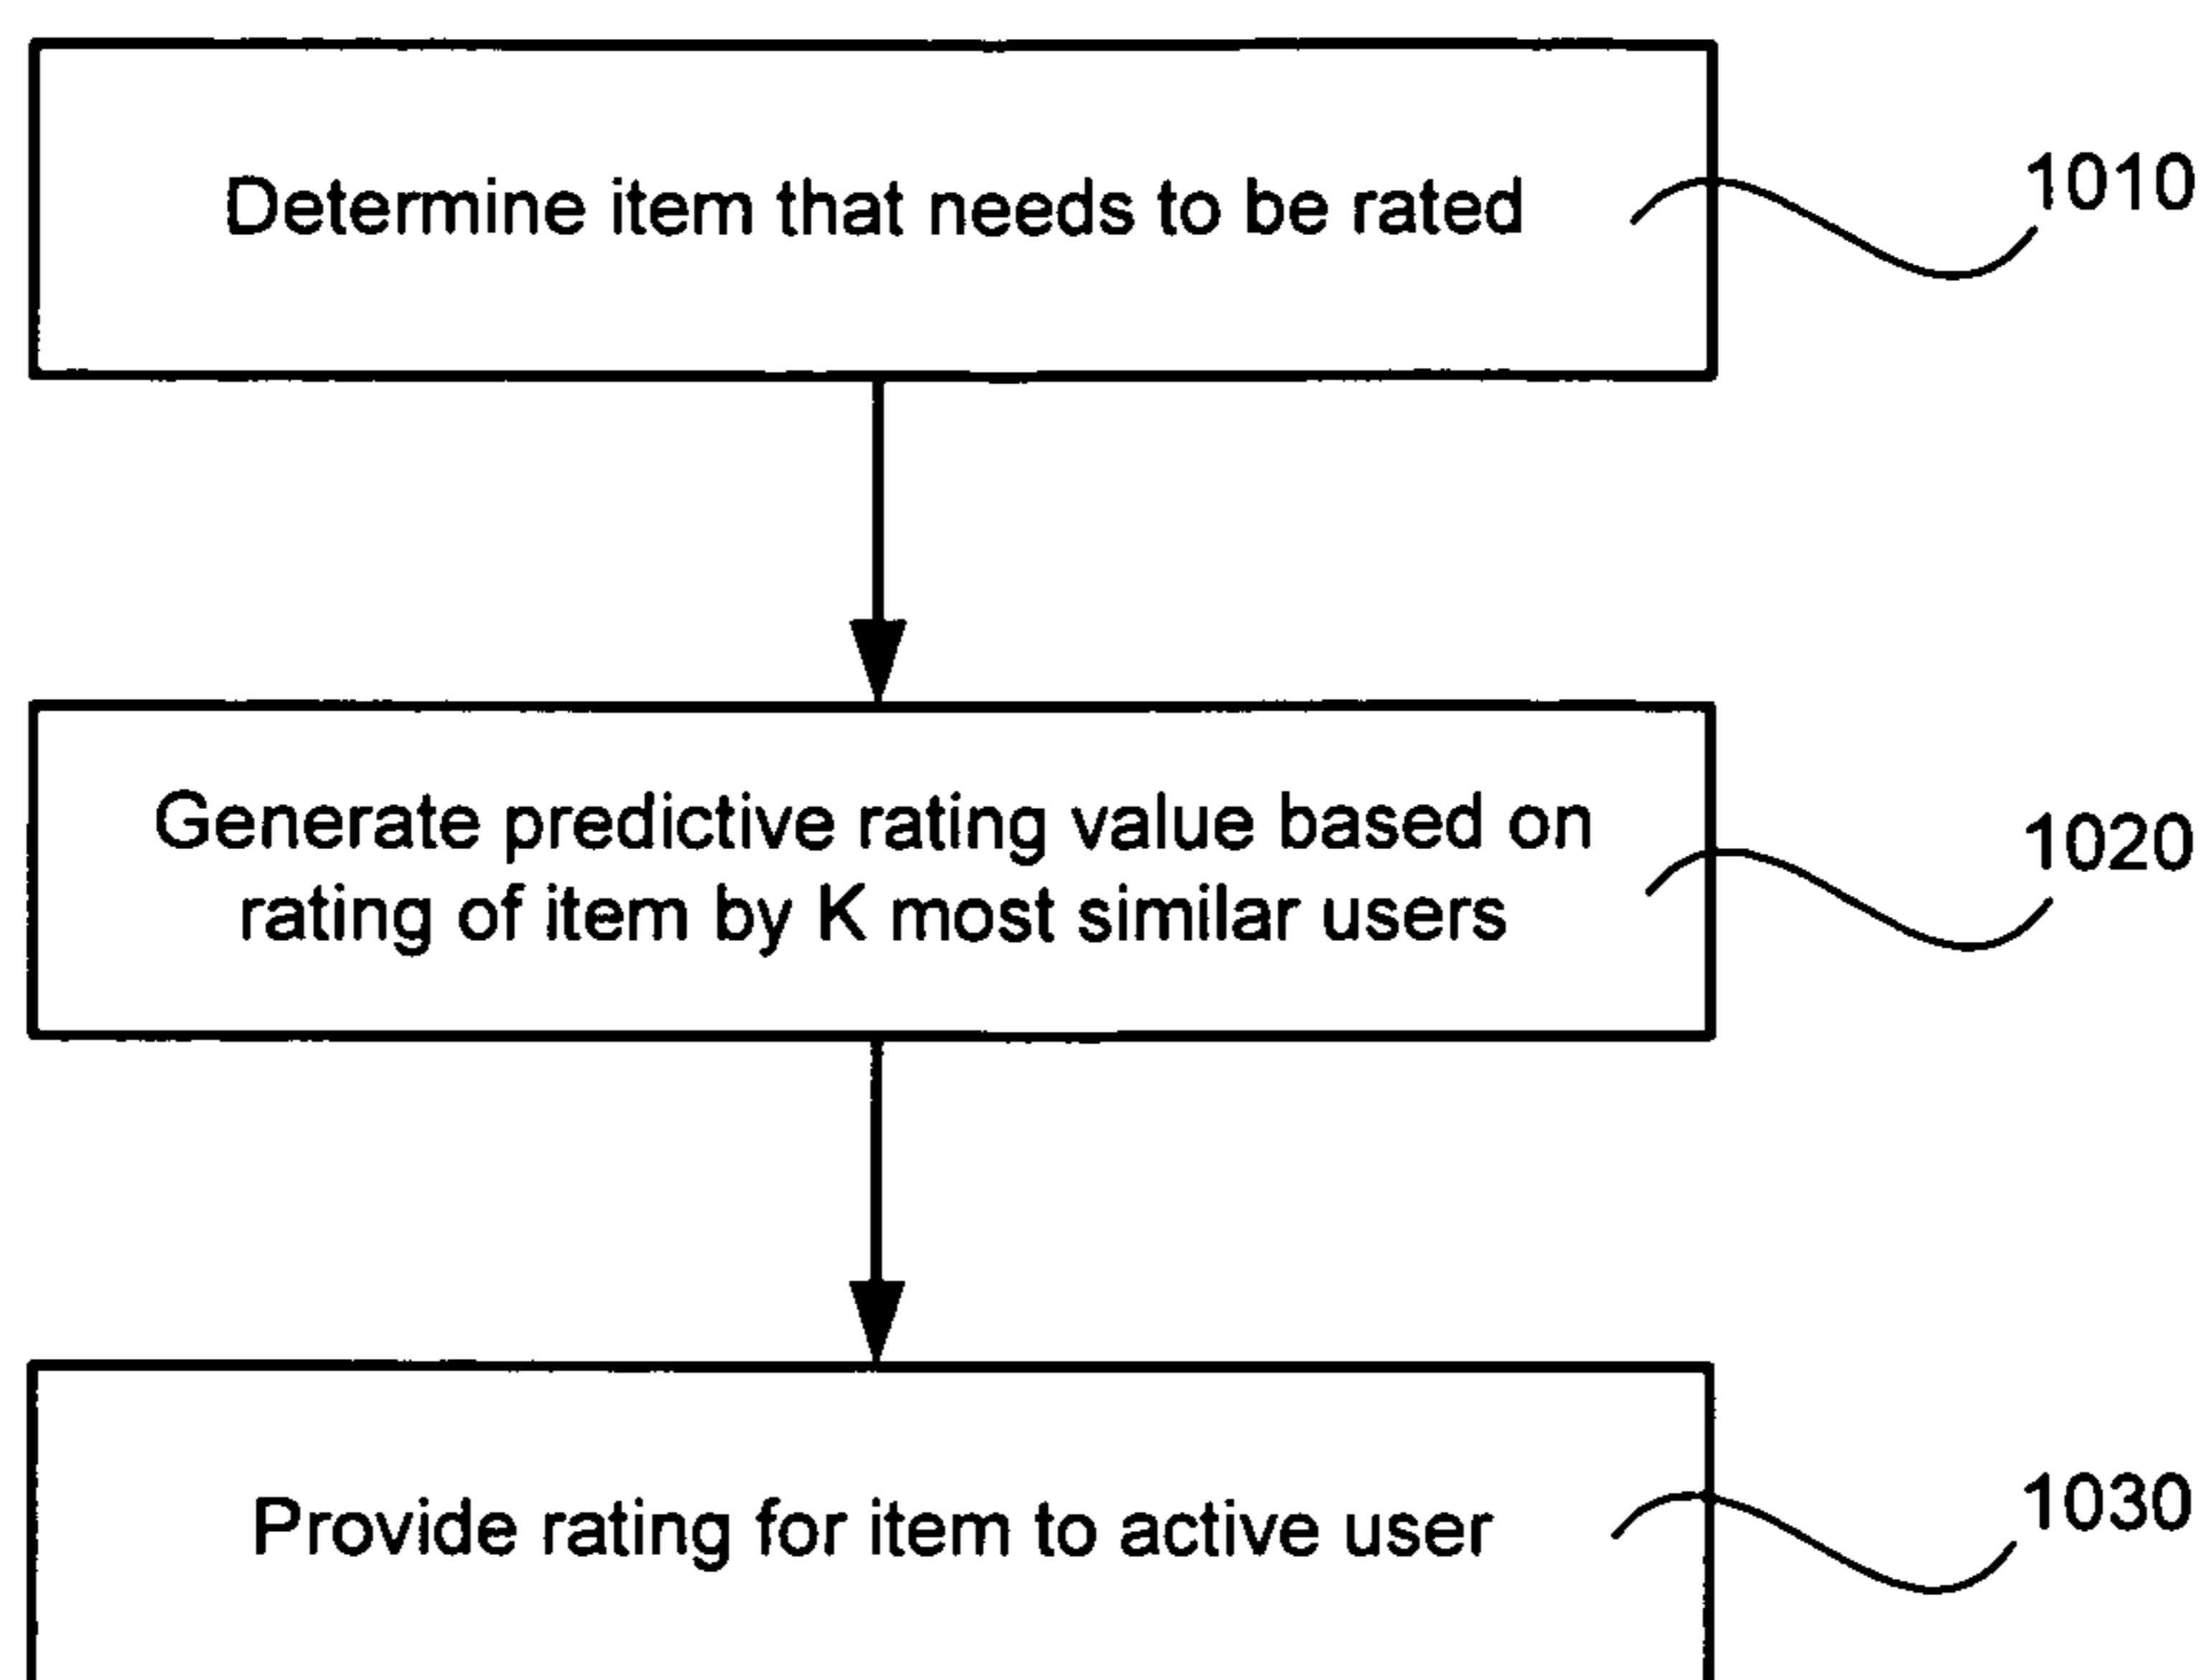 Determine item that needs to be rated
1010
Generate predictive rating value based on
rating of item by K most similar users
1020
Provide rating for item to active user
1030